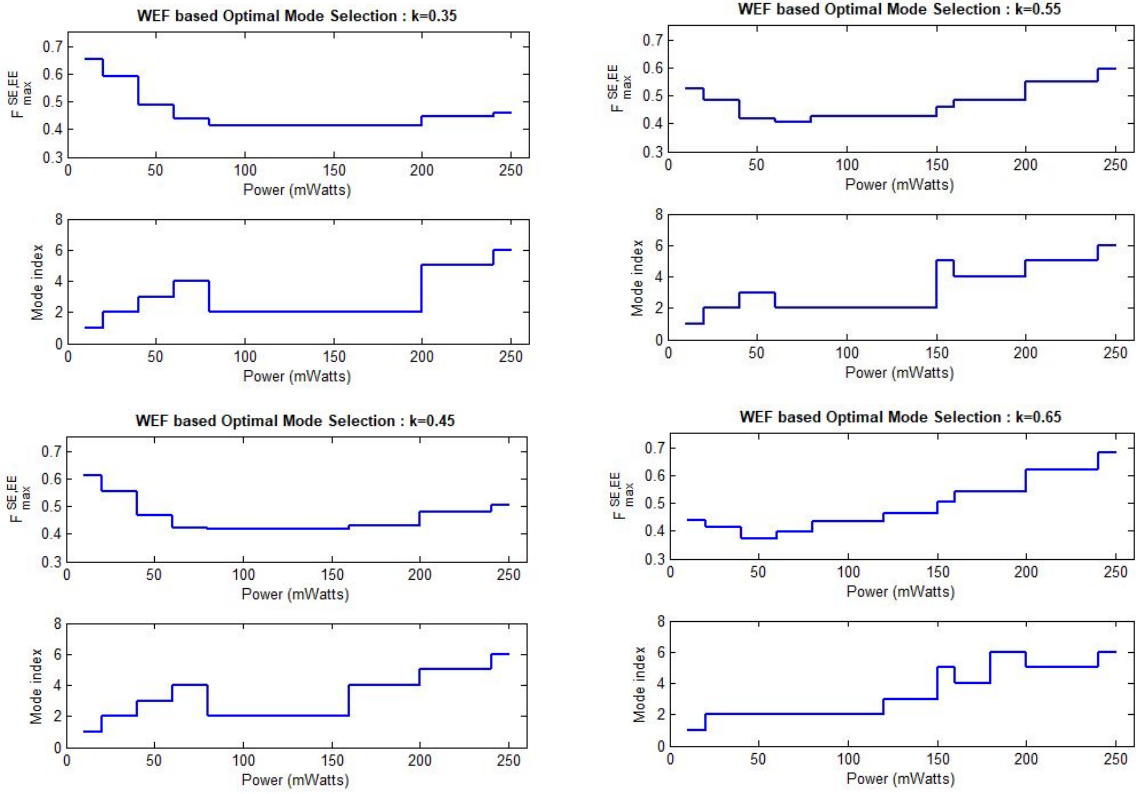 WEF based Optimal Mode Selection : k=0.35
F max SE,EE
0.7
0.6
0.5
0.4
0.3
0 50 100 150 200 250
Power (mWatts)
Mode index
8
6
4
2
0
0 50 100 150 200 250
Power (mWatts)
WEF based Optimal Mode Selection : k=0.55
F max SE,EE
0.7
0.6
0.5
0.4
0.3
0 50 100 150 200 250
Power (mWatts)
Mode index
8
6
4
2
0
0 50 100 150 200 250
Power (mWatts)
WEF based Optimal Mode Selection : k=0.45
F max SE,EE
0.7
0.6
0.5
0.4
0.3
0 50 100 150 200 250
Power (mWatts)
Mode index
8
6
4
2
0
0 50 100 150 200 250
Power (mWatts)
WEF based Optimal Mode Selection : k=0.65
F max SE,EE
0.7
0.6
0.5
0.4
0.3
0 50 100 150 200 250
Power (mWatts)
Mode index
8
6
4
2
0
0 50 100 150 200 250
Power (mWatts)